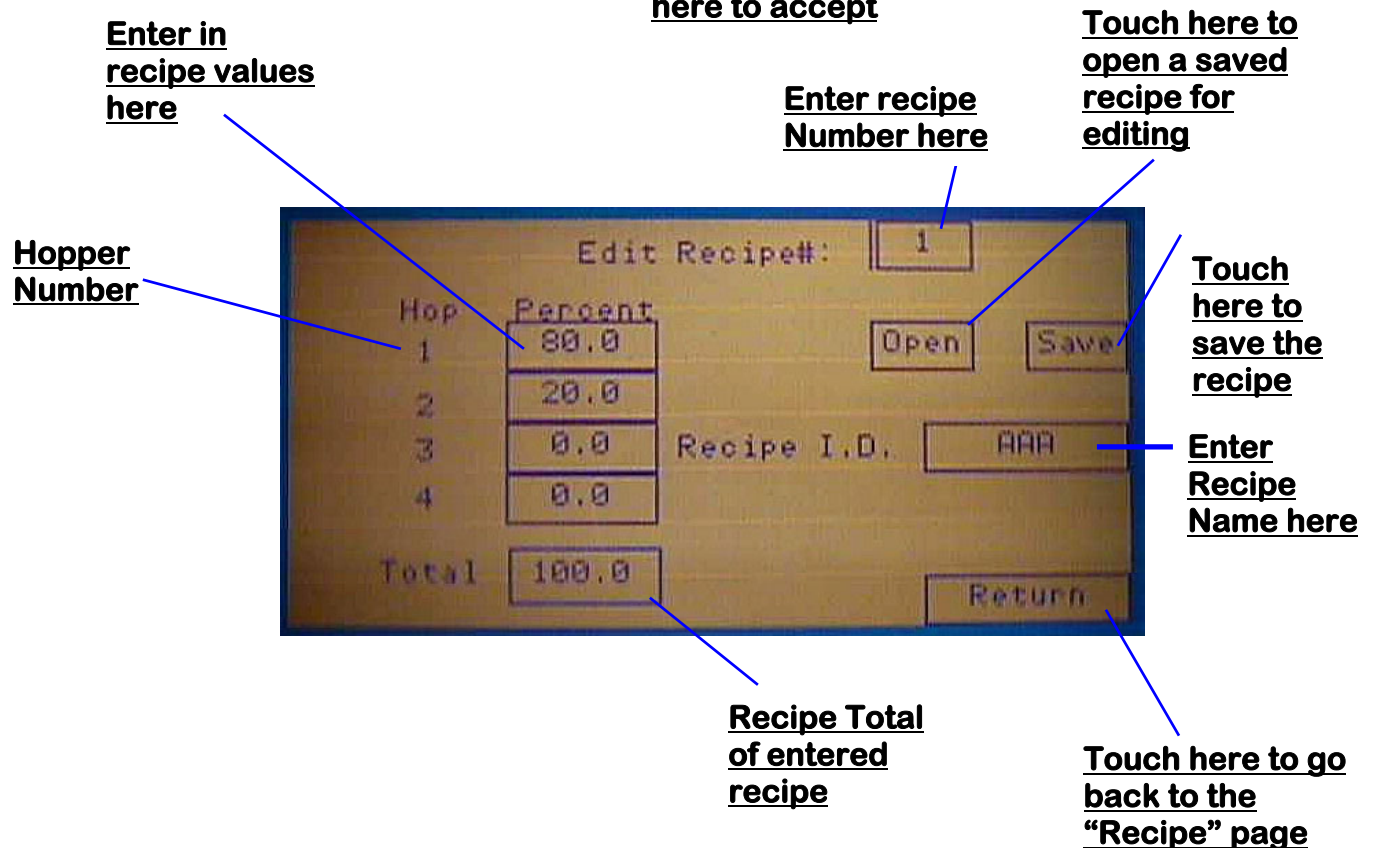 here to accept
Enter in
recipe values
here
Enter recipe
Number here
Touch here to
open a saved
recipe for
editing
Hopper
Number
Edit Recipe#: 1
Hop Percent
1 80.0
2 20.0
3 0.0
4 0.0
Total 100.0
Open Save
Recipe I.D. AAA
Return
Touch
here to
save the
recipe
Enter
Recipe
Name here
Recipe Total
of entered
recipe
Touch here to go
back to the
“Recipe” page